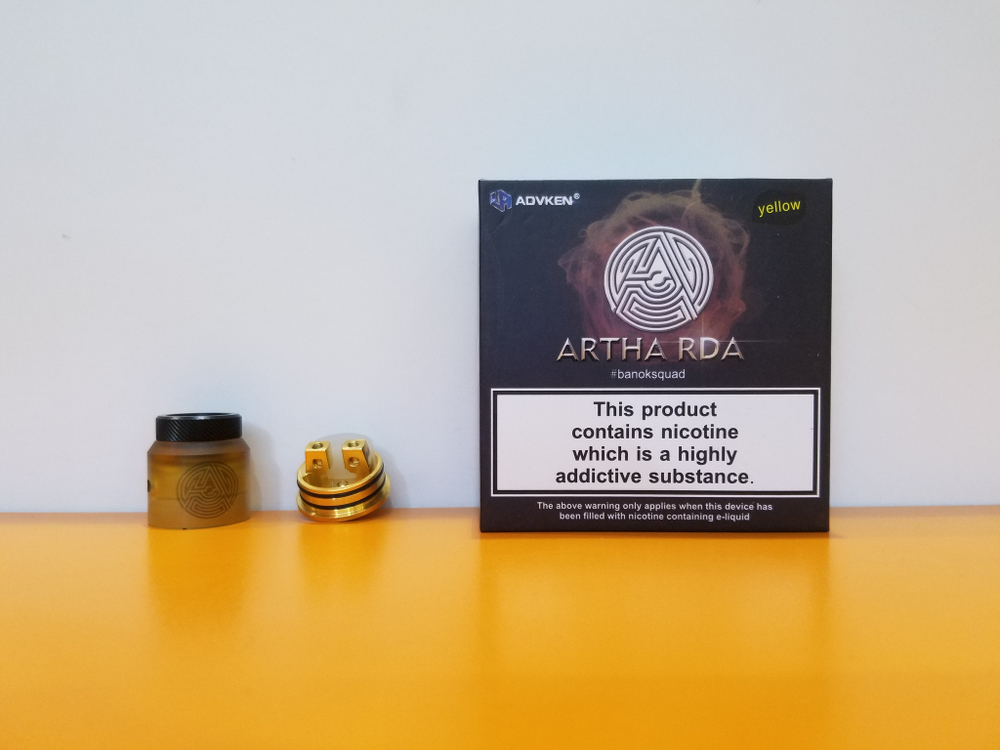 ADVKEN®
yellow
ARTHA RDA
#banoksquad
This product
contains nicotine
which is a highly
addictive substance.
The above warning only applies when this device has
been filled with nicotine containing e-liquid